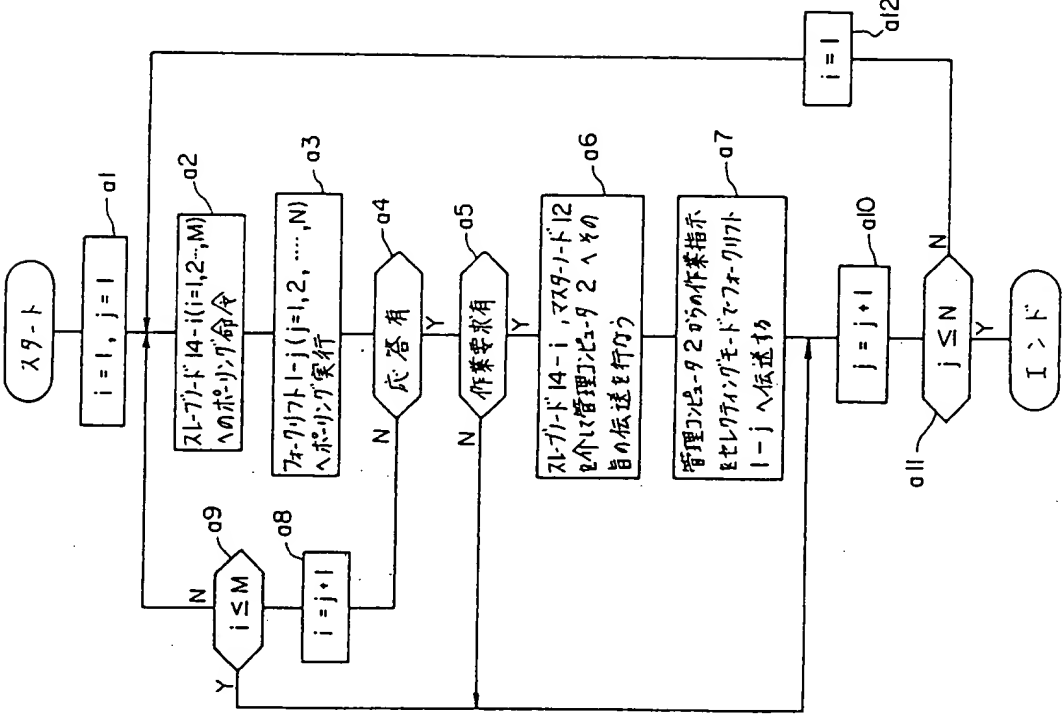 スタート
i = 1, j = 1
a1
スレーブノード 14-i(i=1,2…,M)
へのポーリング命令
a2
フォークリフト 1-j (j=1,2,……,N)
へポーリング実行
a3
応答有
a4
N
Y
作業要求有
a5
N
Y
スレーブノード 14-i, マスターノード 12
を介して管理コンピュータ 2 へその
旨の伝送を行なう
a6
管理コンピュータ 2 からの作業指示
をセレクティングモードでフォークリフト
1-j へ伝送する
a7
i = j + 1
a8
i ≤ M
a9
N
Y
j = j + 1
a10
j ≤ N
a11
N
Y
i = 1
a12
エンド